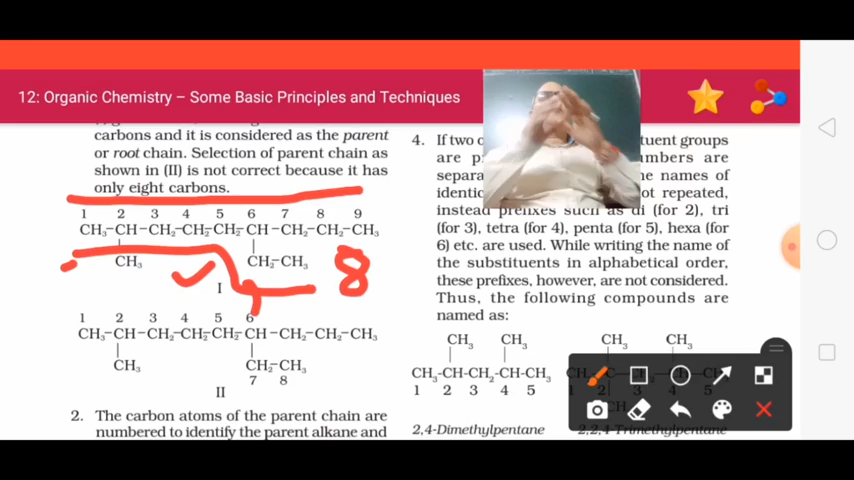 12: Organic Chemistry – Some Basic Principles and Techniques
carbons and it is considered as the parent
or root chain. Selection of parent chain as
shown in (II) is not correct because it has
only eight carbons.
1 2 3 4 5 6 7 8 9
CH₃–CH–CH₂–CH₂–CH₂–CH–CH₂–CH₂–CH₃
CH₃ CH₂–CH₃
8
I
1 2 3 4 5 6
CH₃–CH–CH₂–CH₂–CH₂–CH–CH₂–CH₂–CH₃
CH₃ CH₂–CH₃
7 8
II
2. The carbon atoms of the parent chain are
numbered to identify the parent alkane and
4. If two tuent groups
are mbers are
separa e names of
identic ot repeated,
instead prefixes such as di (for 2), tri
(for 3), tetra (for 4), penta (for 5), hexa (for
6) etc. are used. While writing the name of
the substituents in alphabetical order,
these prefixes, however, are not considered.
Thus, the following compounds are
named as:
CH₃ CH₃ CH₃ CH₃
CH₃-CH-CH₂-CH-CH₃
1 2 3 4 5
2,4-Dimethylpentane 2,2,4-Trimethylpentane